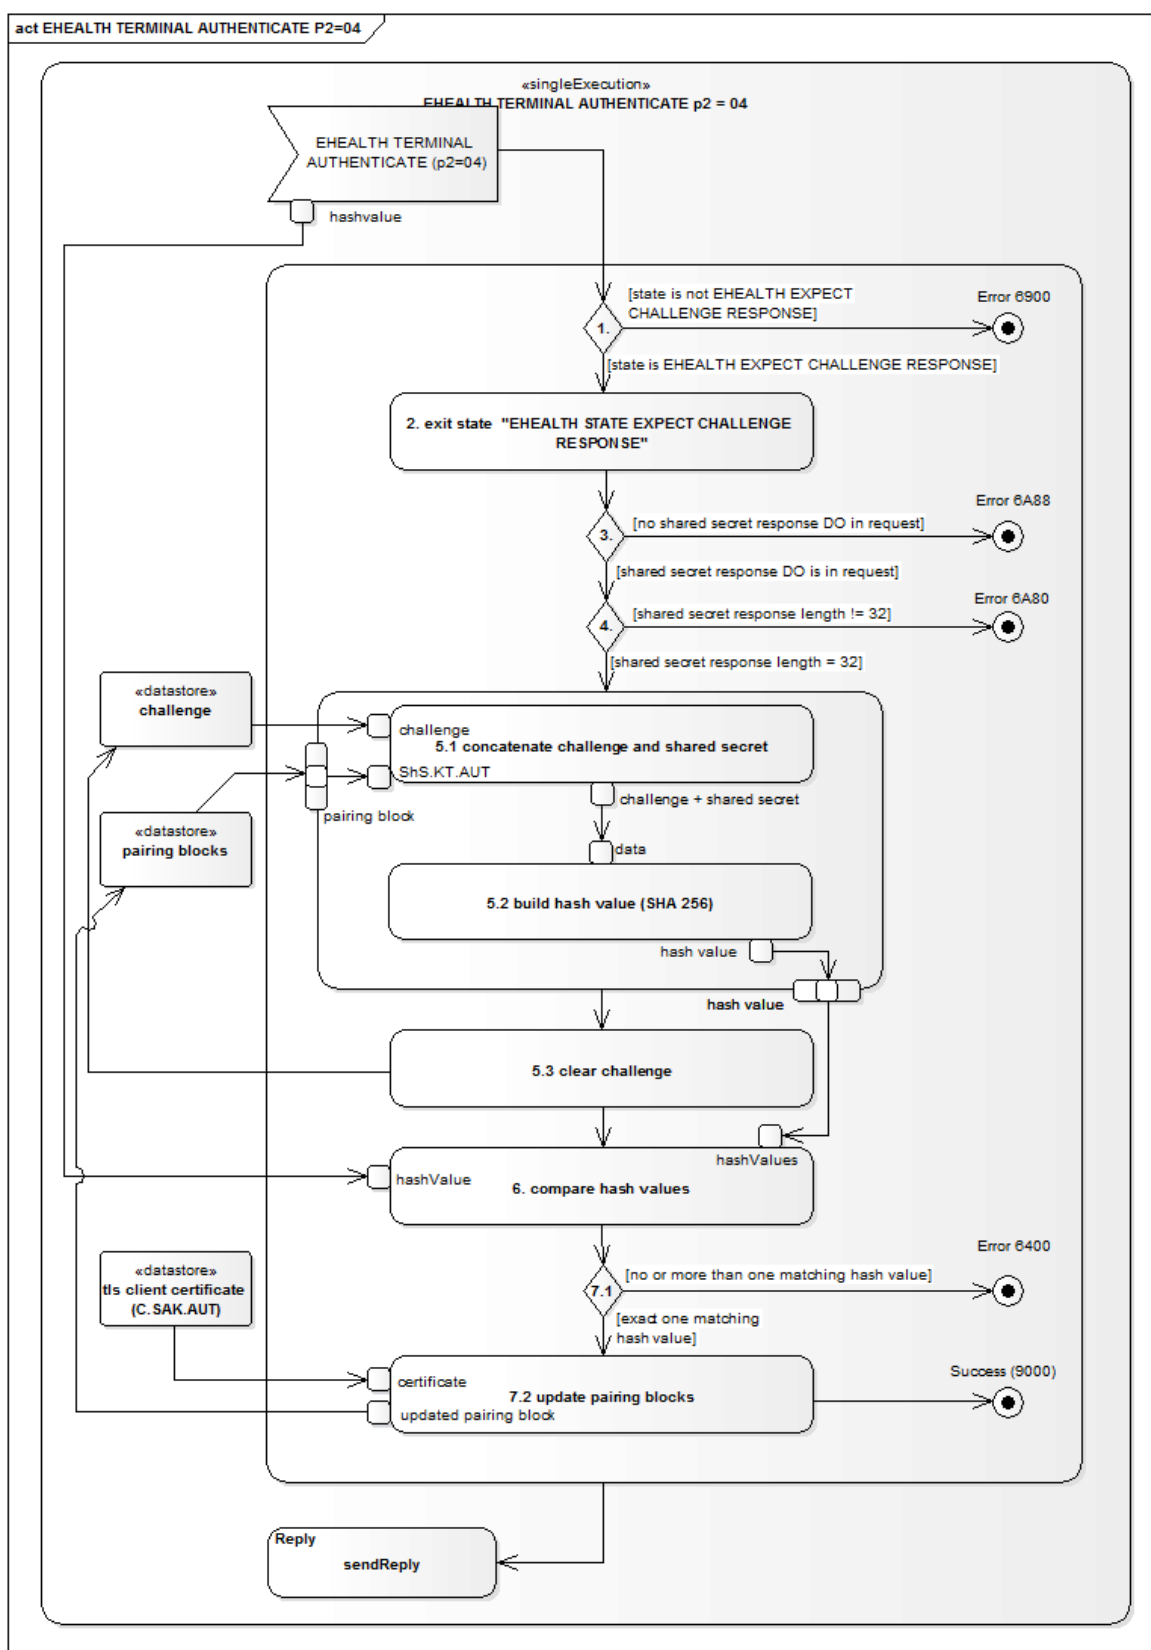 act EHEALTH TERMINAL AUTHENTICATE P2=04
«singleExecution»
EHEALTH TERMINAL AUTHENTICATE p2 = 04
EHEALTH TERMINAL
AUTHENTICATE (p2=04)
hashvalue
[state is not EHEALTH EXPECT
CHALLENGE RESPONSE]
Error 6900
1.
[state is EHEALTH EXPECT CHALLENGE RESPONSE]
2. exit state "EHEALTH STATE EXPECT CHALLENGE
RESPONSE"
Error 6A88
[no shared secret response DO in request]
3.
[shared secret response DO is in request]
Error 6A80
[shared secret response length != 32]
4.
[shared secret response length = 32]
«datastore»
challenge
challenge
5.1 concatenate challenge and shared secret
ShS.KT.AUT
challenge + shared secret
pairing block
«datastore»
pairing blocks
data
5.2 build hash value (SHA 256)
hash value
hash value
5.3 clear challenge
hashValues
hashValue
6. compare hash values
Error 6400
«datastore»
tls client certificate
(C.SAK.AUT)
[no or more than one matching hash value]
7.1
[exact one matching
hash value]
Success (9000)
certificate
7.2 update pairing blocks
updated pairing block
Reply
sendReply